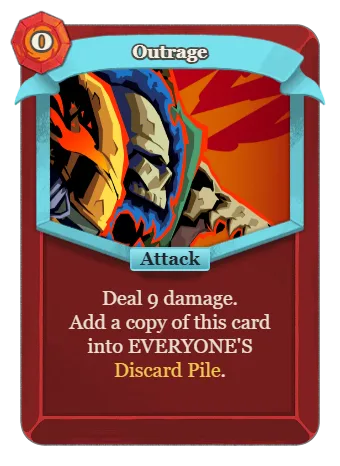 0
Outrage
Attack
Deal 9 damage.
Add a copy of this card
into EVERYONE'S
Discard Pile.